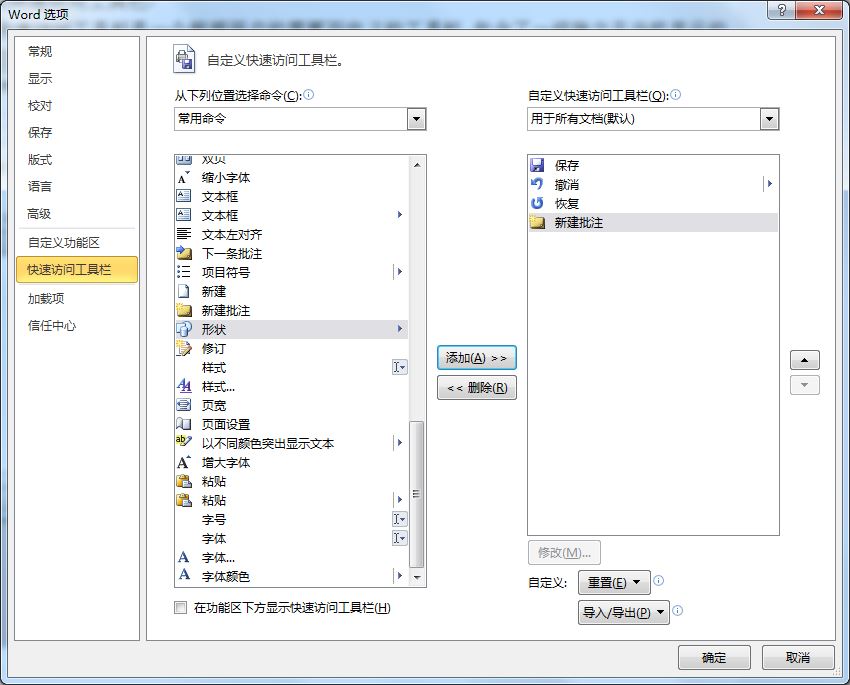 Word 选项
常规
显示
校对
保存
版式
语言
高级
自定义功能区
快速访问工具栏
加载项
信任中心
自定义快速访问工具栏。
从下列位置选择命令(C):
常用命令
双页
缩小字体
文本框
文本框
文本左对齐
下一条批注
项目符号
新建
新建批注
形状
修订
样式
样式...
页宽
页面设置
以不同颜色突出显示文本
增大字体
粘贴
粘贴
字号
字体
字体...
字体颜色
在功能区下方显示快速访问工具栏(H)
添加(A) >>
<< 删除(R)
自定义快速访问工具栏(Q):
用于所有文档(默认)
保存
撤消
恢复
新建批注
修改(M)...
自定义:
重置(E)
导入/导出(P)
确定
取消